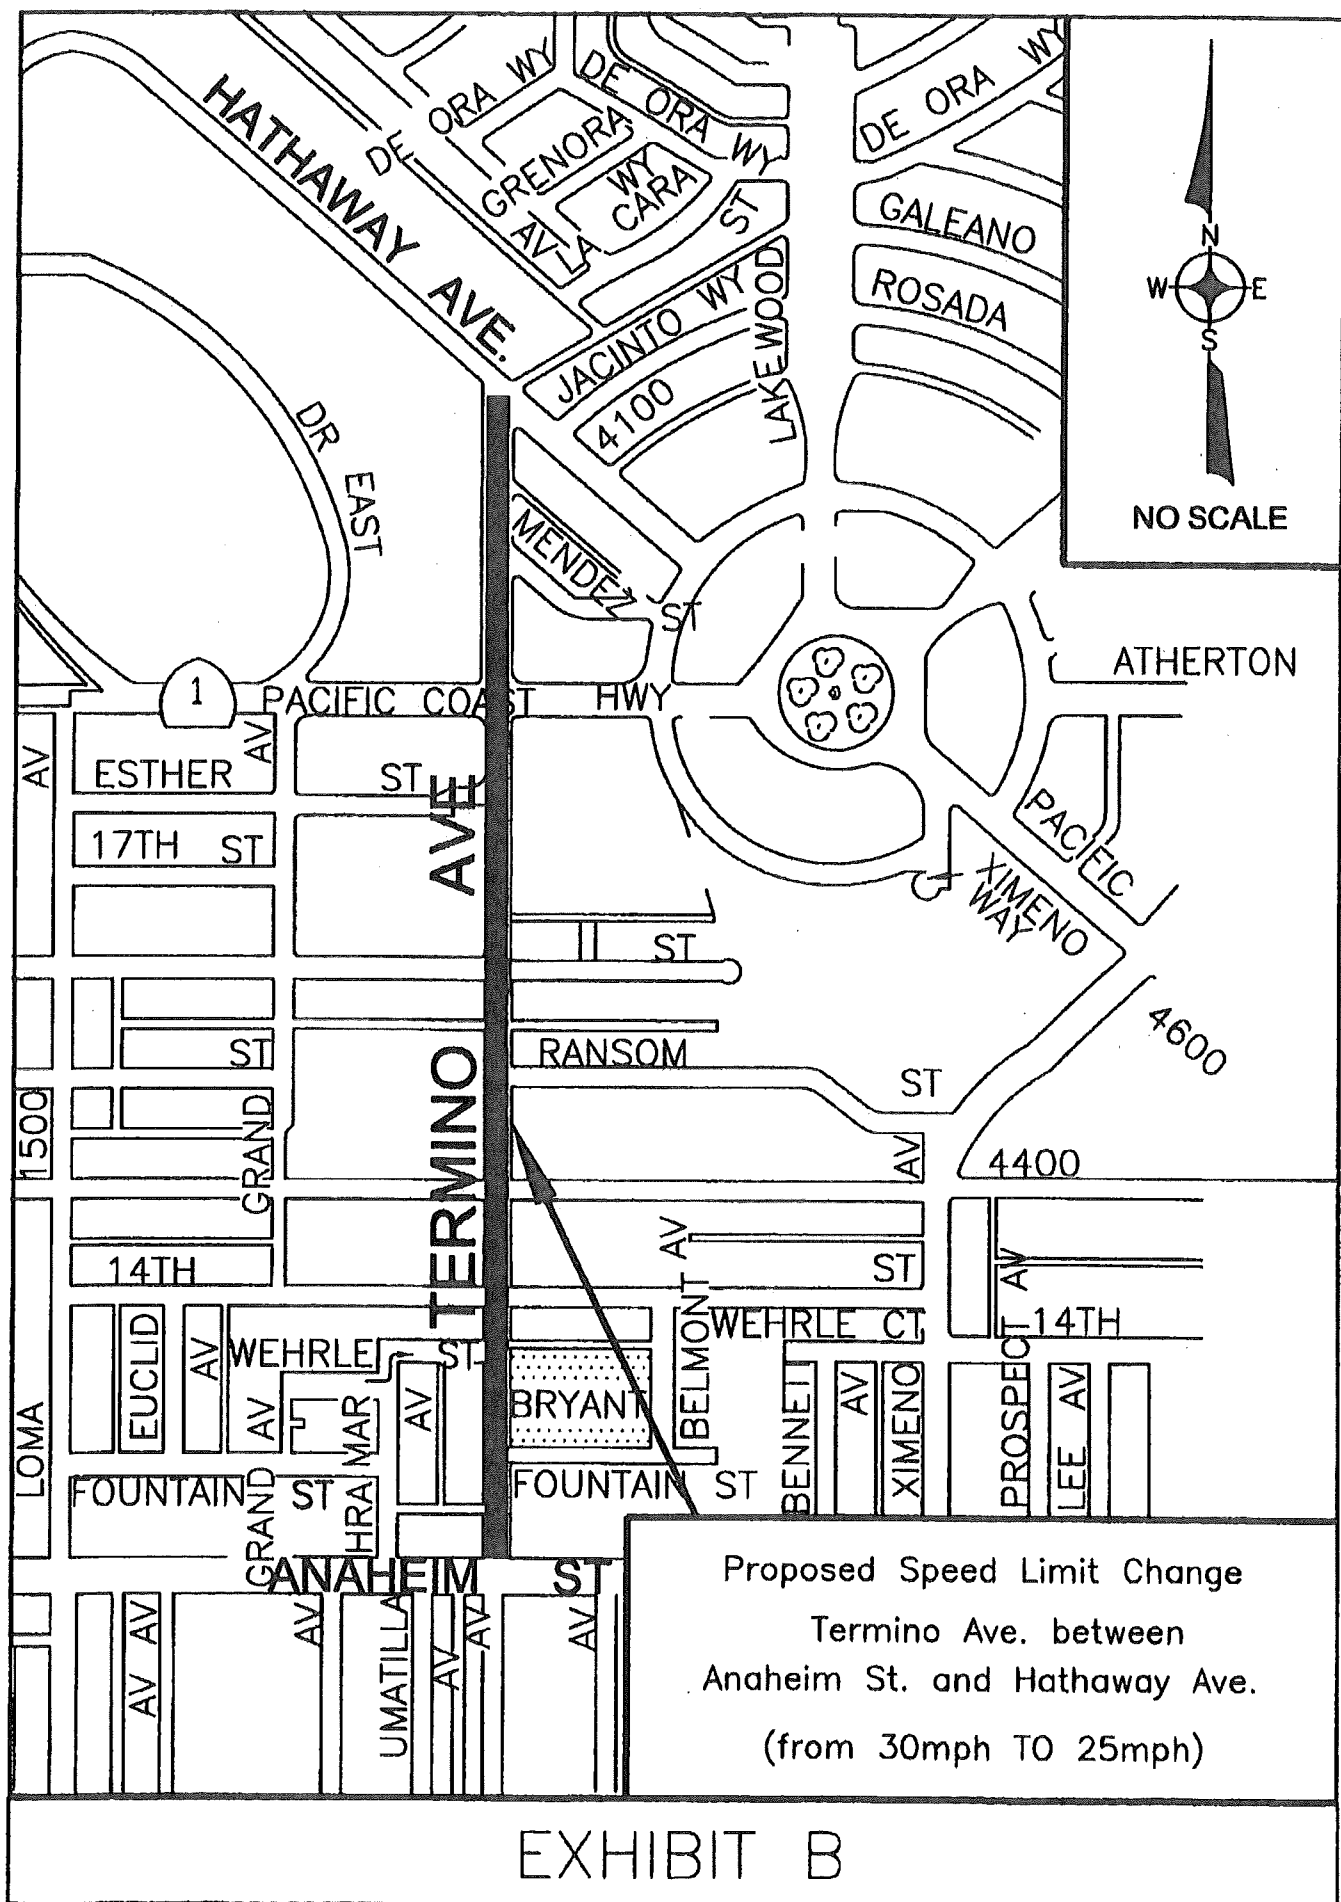 DE ORA WY
DE ORA WY
DE ORA WY
HATHAWAY AVE.
GRENORA
WY
CARA
AV
LA
ST
GALEANO
ROSADA
JACINTO WY
4100
LAKEWOOD
N
W E
S
NO SCALE
DR EAST
MENDEZ
ST
ATHERTON
1
PACIFIC COAST HWY
AV
AV
ESTHER ST
17TH ST
TERMINO AVE
PACIFIC
XIMENO
WAY
ST
4600
ST
RANSOM
ST
1500
GRAND
AV
4400
14TH
AV
ST
WEHRLE ST
WEHRLE CT
14TH
EUCLID
AV
AV
MAR
AV
BRYANT
BELMONT
BENNETT
AV
XIMENO
PROSPECT AV
LEE AV
LOMA
FOUNTAIN ST
GRAND
HRA
FOUNTAIN ST
ANAHEIM ST
AV
AV
AV
UMATILLA
AV
AV
AV
Proposed Speed Limit Change
Termino Ave. between
Anaheim St. and Hathaway Ave.
(from 30mph TO 25mph)
EXHIBIT B